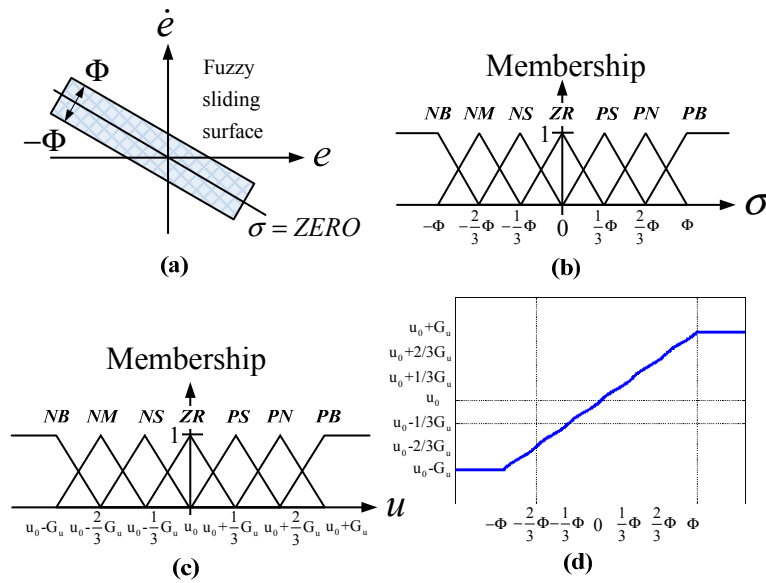 ė
Φ
Fuzzy
sliding
surface
−Φ
e
σ = ZERO
(a)
Membership
NB NM NS ZR PS PN PB
1
−Φ −2/3Φ −1/3Φ 0 1/3Φ 2/3Φ Φ
σ
(b)
Membership
NB NM NS ZR PS PN PB
1
u₀-Gᵤ u₀-2/3Gᵤ u₀-1/3Gᵤ u₀ u₀+1/3Gᵤ u₀+2/3Gᵤ u₀+Gᵤ
u
(c)
u₀+Gᵤ
u₀+2/3Gᵤ
u₀+1/3Gᵤ
u₀
u₀-1/3Gᵤ
u₀-2/3Gᵤ
u₀-Gᵤ
−Φ −2/3Φ −1/3Φ 0 1/3Φ 2/3Φ Φ
(d)